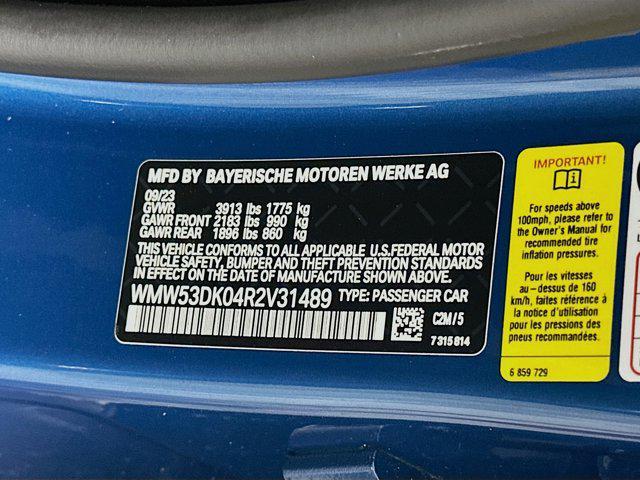 MFD BY BAYERISCHE MOTOREN WERKE AG
09/23
GVWR 3913 lbs 1775 kg
GAWR FRONT 2183 lbs 990 kg
GAWR REAR 1896 lbs 860 kg
THIS VEHICLE CONFORMS TO ALL APPLICABLE U.S.FEDERAL MOTOR
VEHICLE SAFETY, BUMPER AND THEFT PREVENTION STANDARDS
IN EFFECT ON THE DATE OF MANUFACTURE SHOWN ABOVE.
WMW53DK04R2V31489 TYPE: PASSENGER CAR
C2M/5
7315814
IMPORTANT!
For speeds above
100mph, please refer to
the Owner's Manual for
recommended tire
inflation pressures.
Pour les vitesses
au-dessus de 160
km/h, faites référence à
la notice d'utilisation
pour les pressions des
pneus recommandées.
6 859 729